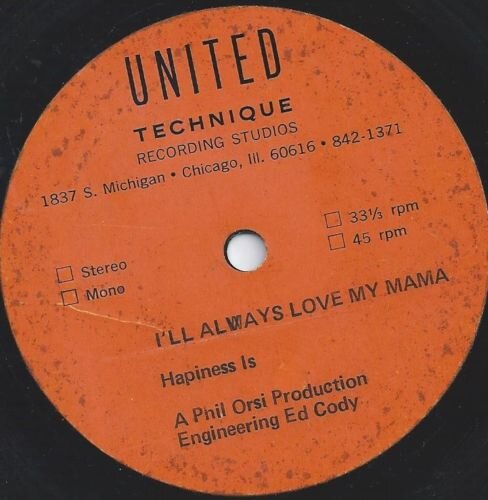 UNITED
TECHNIQUE
RECORDING STUDIOS
1837 S. Michigan • Chicago, Ill. 60616 • 842-1371
33⅓ rpm
45 rpm
Stereo
Mono
I'LL ALWAYS LOVE MY MAMA
Hapiness Is
A Phil Orsi Production
Engineering Ed Cody